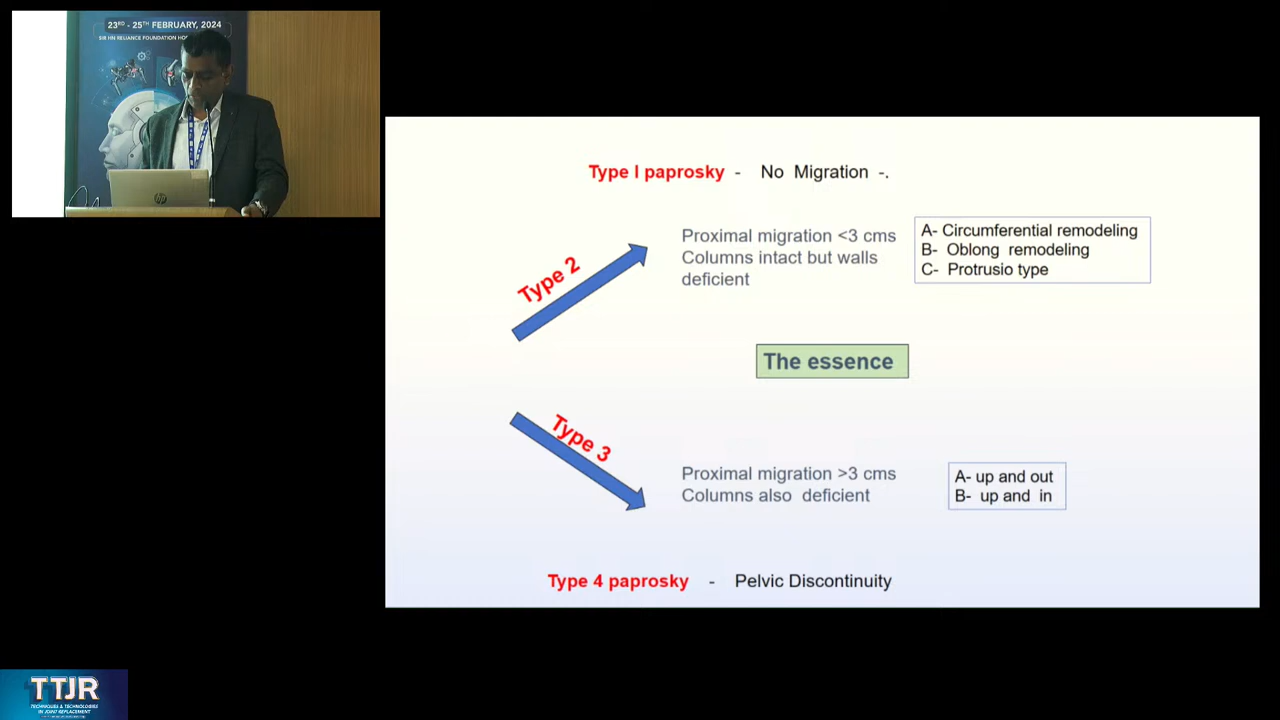 23RD - 25TH FEBRUARY, 2024
SIR HN RELIANCE FOUNDATION
Type I paprosky - No Migration -.
Type 2
Proximal migration <3 cms
Columns intact but walls
deficient
A- Circumferential remodeling
B- Oblong remodeling
C- Protrusio type
The essence
Type 3
Proximal migration >3 cms
Columns also deficient
A- up and out
B- up and in
Type 4 paprosky - Pelvic Discontinuity
hp
TTJR
TECHNIQUES & TECHNOLOGIES
IN JOINT REPLACEMENT